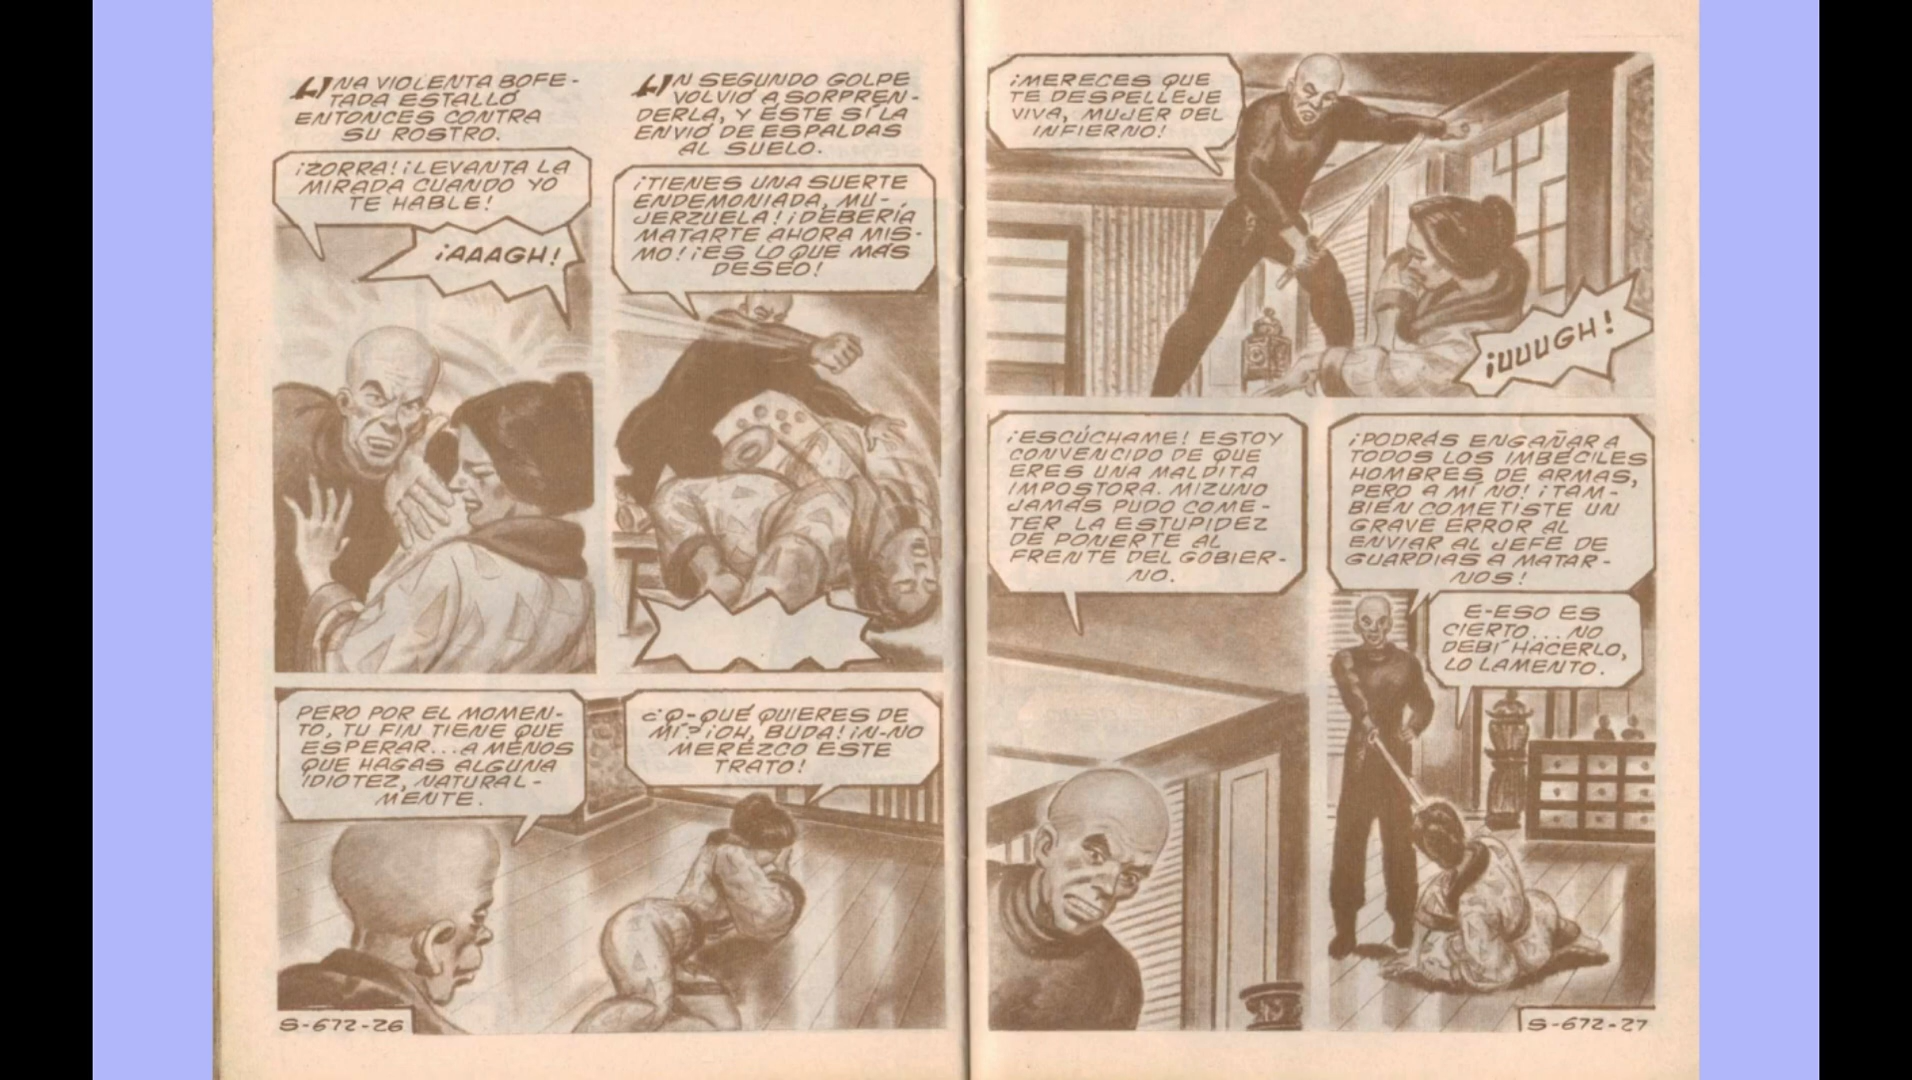 UNA VIOLENTA BOFE-
TADA ESTALLÓ
ENTONCES CONTRA
SU ROSTRO.
¡ZORRA! ¡LEVANTA LA
MIRADA CUANDO YO
TE HABLE!
¡AAAGH!
UN SEGUNDO GOLPE
VOLVIÓ A SORPREN-
DERLA, Y ÉSTE SÍ LA
ENVIÓ DE ESPALDAS
AL SUELO.
¡TIENES UNA SUERTE
ENDEMONIADA, MU-
JERZUELA! ¡DEBERÍA
MATARTE AHORA MIS-
MO! ¡ES LO QUE MÁS
DESEO!
PERO POR EL MOMEN-
TO, TU FIN TIENE QUE
ESPERAR... A MENOS
QUE HAGAS ALGUNA
IDIOTEZ, NATURAL-
MENTE.
¿Q-QUÉ QUIERES DE
MÍ? ¡OH, BUDA! ¡N-NO
MEREZCO ESTE
TRATO!
S-672-26
¡MERECES QUE
TE DESPELLEJE
VIVA, MUJER DEL
INFIERNO!
¡UUUGH!
¡ESCÚCHAME! ESTOY
CONVENCIDO DE QUE
ERES UNA MALDITA
IMPOSTORA. MIZUNO
JAMÁS PUDO COME-
TER LA ESTUPIDEZ
DE PONERTE AL
FRENTE DEL GOBIER-
NO.
¡PODRÁS ENGAÑAR A
TODOS LOS IMBÉCILES
HOMBRES DE ARMAS,
PERO A MÍ NO! ¡TAM-
BIÉN COMETISTE UN
GRAVE ERROR AL
ENVIAR AL JEFE DE
GUARDIAS A MATAR-
NOS!
E-ESO ES
CIERTO... NO
DEBÍ HACERLO,
LO LAMENTO.
S-672-27